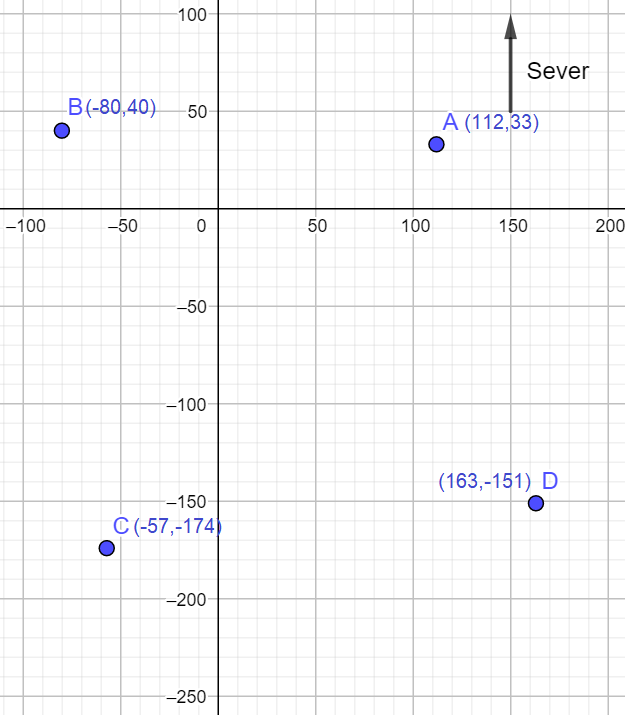 100
Sever
B(-80,40)
50
A (112,33)
–100
–50
0
50
100
150
200
–50
–100
(163,-151) D
–150
C (-57,-174)
–200
–250